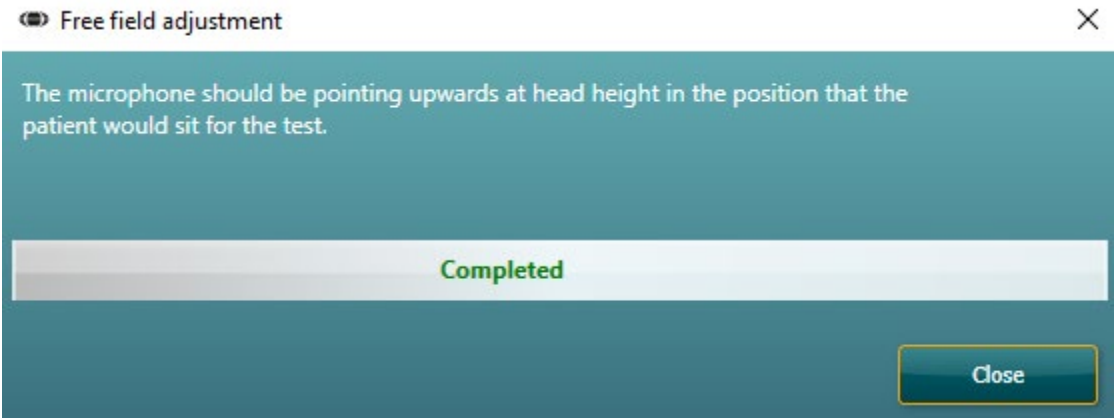 Free field adjustment
The microphone should be pointing upwards at head height in the position that the
patient would sit for the test.
Completed
Close